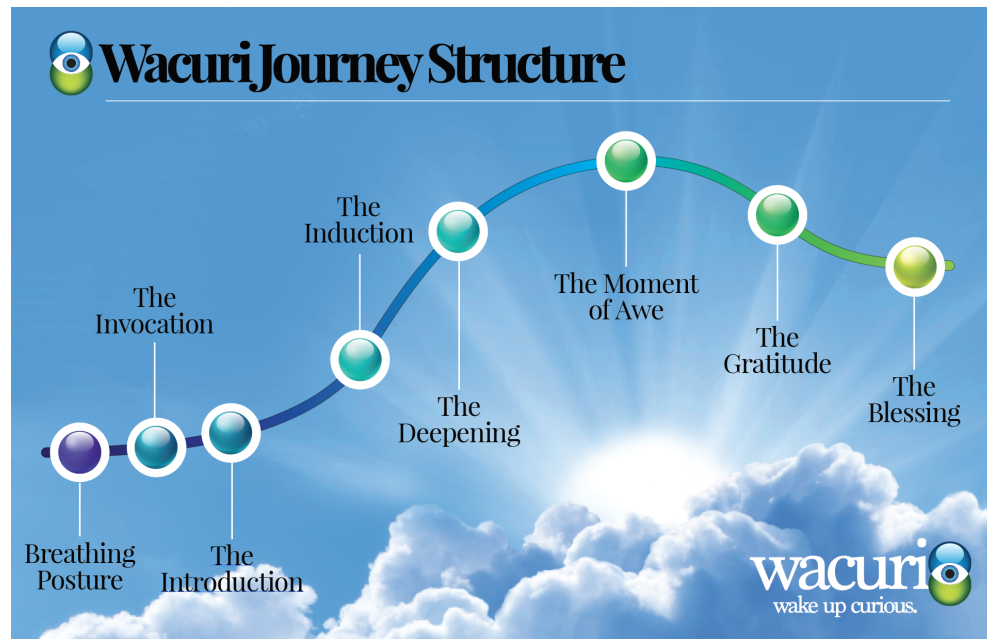 Wacuri Journey Structure
The
Induction
The
Invocation
The Moment
of Awe
The
Gratitude
The
Blessing
The
Deepening
Breathing
Posture
The
Introduction
wacuri
wake up curious.